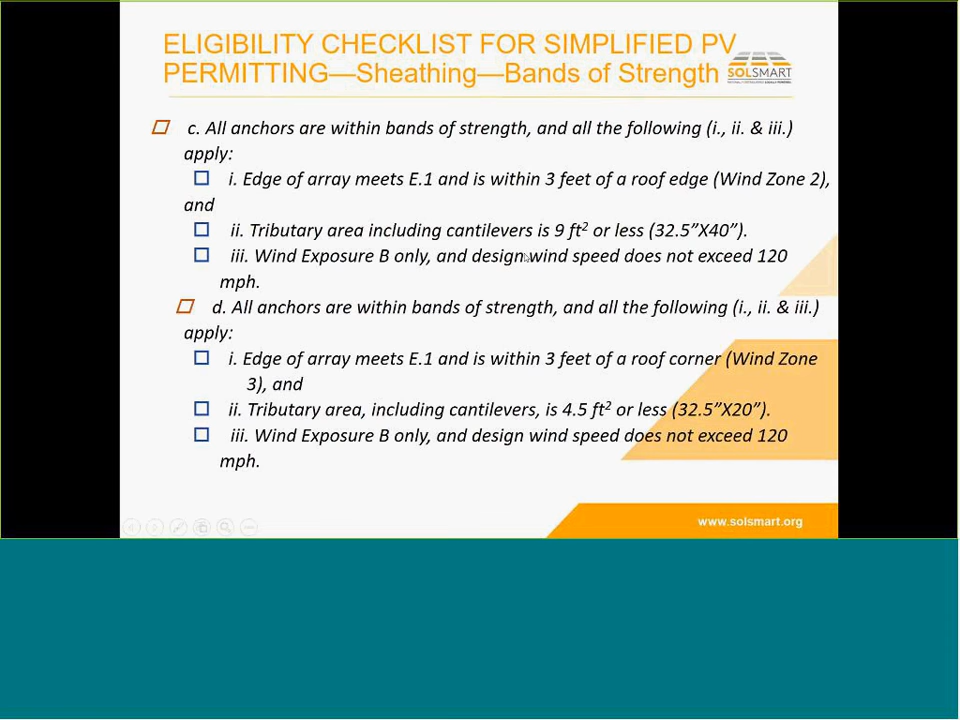 ELIGIBILITY CHECKLIST FOR SIMPLIFIED PV
PERMITTING—Sheathing—Bands of Strength
SOLSMART
c. All anchors are within bands of strength, and all the following (i., ii. & iii.)
apply:
i. Edge of array meets E.1 and is within 3 feet of a roof edge (Wind Zone 2),
and
ii. Tributary area including cantilevers is 9 ft² or less (32.5”X40”).
iii. Wind Exposure B only, and design wind speed does not exceed 120
mph.
d. All anchors are within bands of strength, and all the following (i., ii. & iii.)
apply:
i. Edge of array meets E.1 and is within 3 feet of a roof corner (Wind Zone
3), and
ii. Tributary area, including cantilevers, is 4.5 ft² or less (32.5”X20”).
iii. Wind Exposure B only, and design wind speed does not exceed 120
mph.
www.solsmart.org